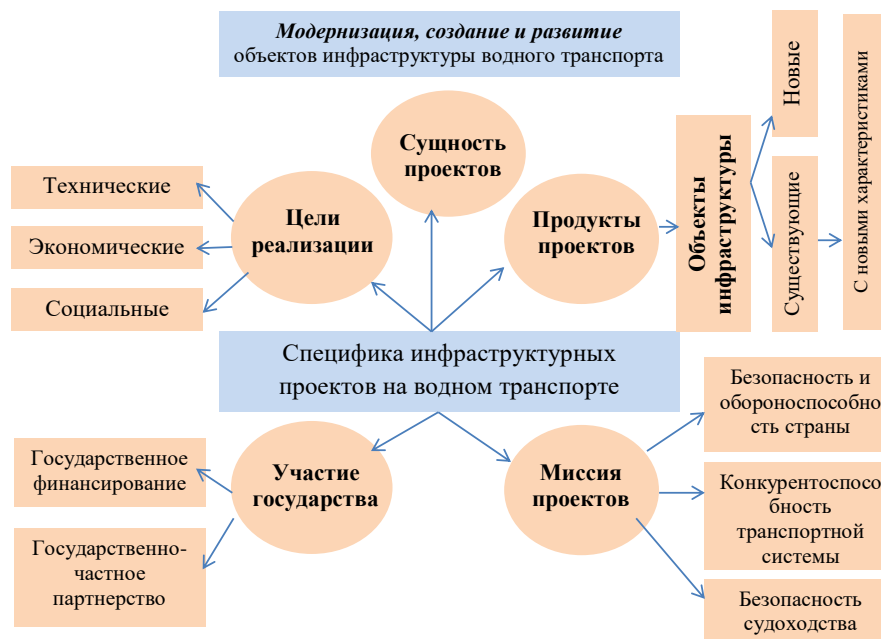 Модернизация, создание и развитие
объектов инфраструктуры водного транспорта
Сущность
проектов
Цели
реализации
Технические
Экономические
Социальные
Продукты
проектов
Объекты
инфраструктуры
Новые
Существующие
С новыми характеристиками
Специфика инфраструктурных
проектов на водном транспорте
Участие
государства
Государственное
финансирование
Государственно-
частное
партнерство
Миссия
проектов
Безопасность и
обороноспособно
сть страны
Конкурентоспосо
бность
транспортной
системы
Безопасность
судоходства